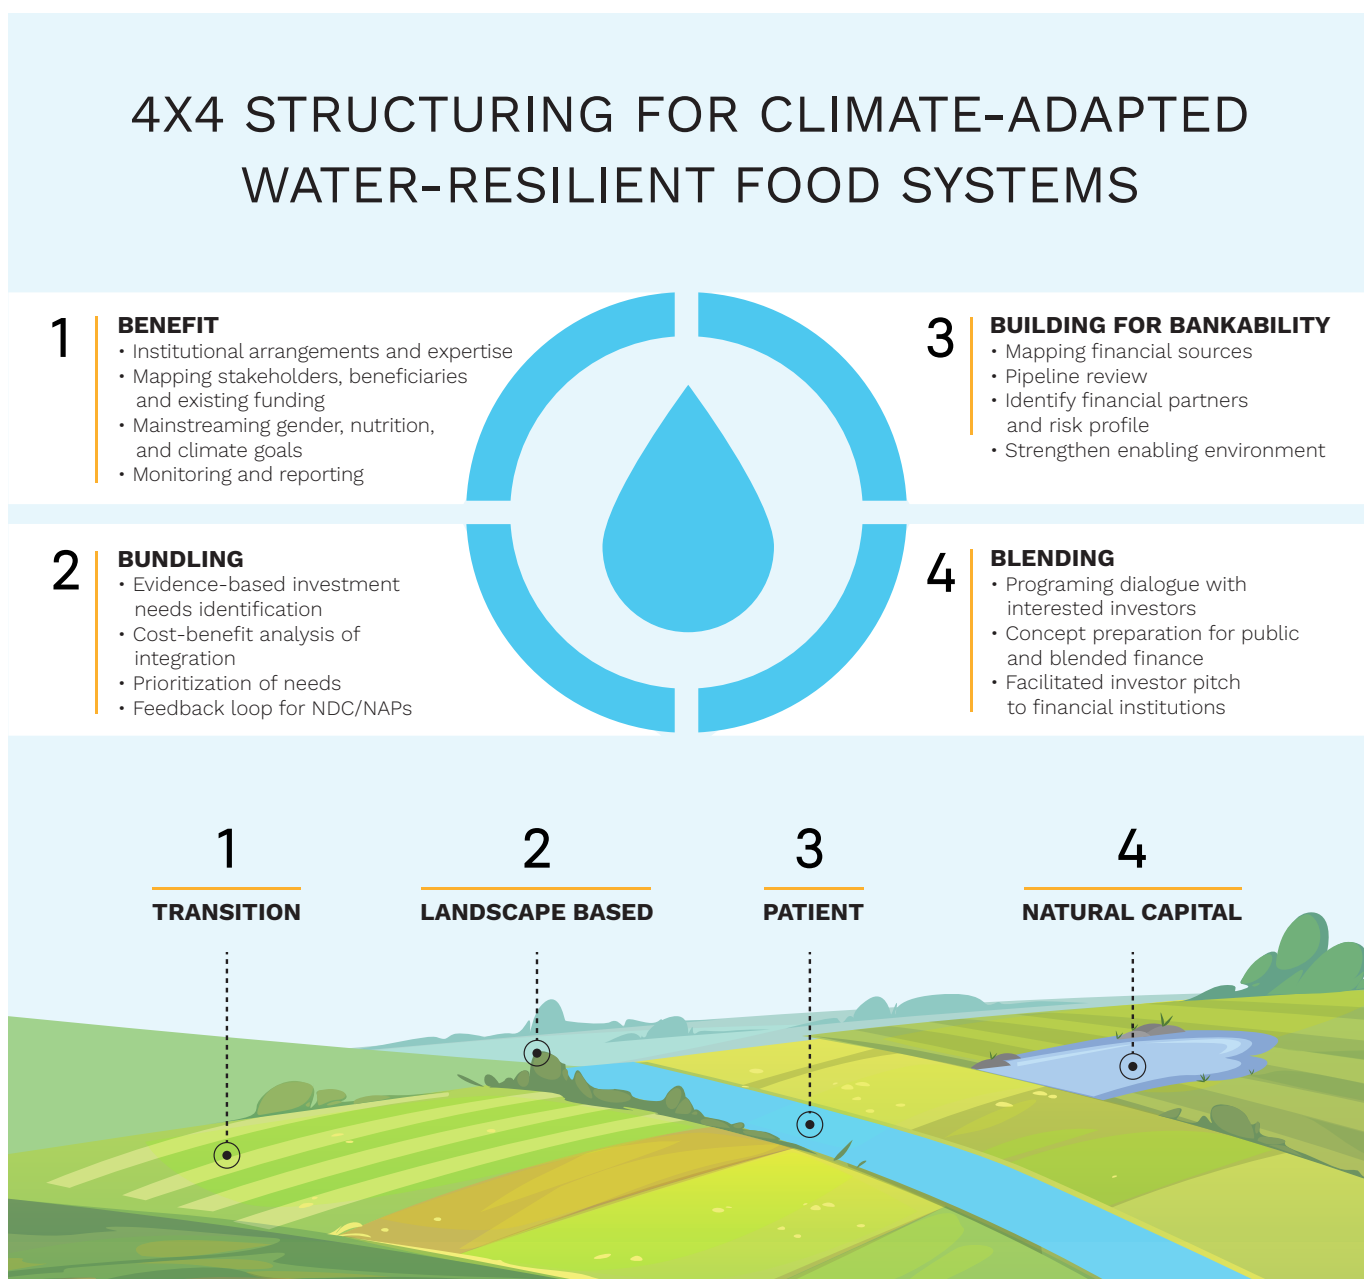 4X4 STRUCTURING FOR CLIMATE-ADAPTED
WATER-RESILIENT FOOD SYSTEMS
1
BENEFIT
• Institutional arrangements and expertise
• Mapping stakeholders, beneficiaries
and existing funding
• Mainstreaming gender, nutrition,
and climate goals
• Monitoring and reporting
2
BUNDLING
• Evidence-based investment
needs identification
• Cost-benefit analysis of
integration
• Prioritization of needs
• Feedback loop for NDC/NAPs
3
BUILDING FOR BANKABILITY
• Mapping financial sources
• Pipeline review
• Identify financial partners
and risk profile
• Strengthen enabling environment
4
BLENDING
• Programing dialogue with
interested investors
• Concept preparation for public
and blended finance
• Facilitated investor pitch
to financial institutions
1
TRANSITION
2
LANDSCAPE BASED
3
PATIENT
4
NATURAL CAPITAL